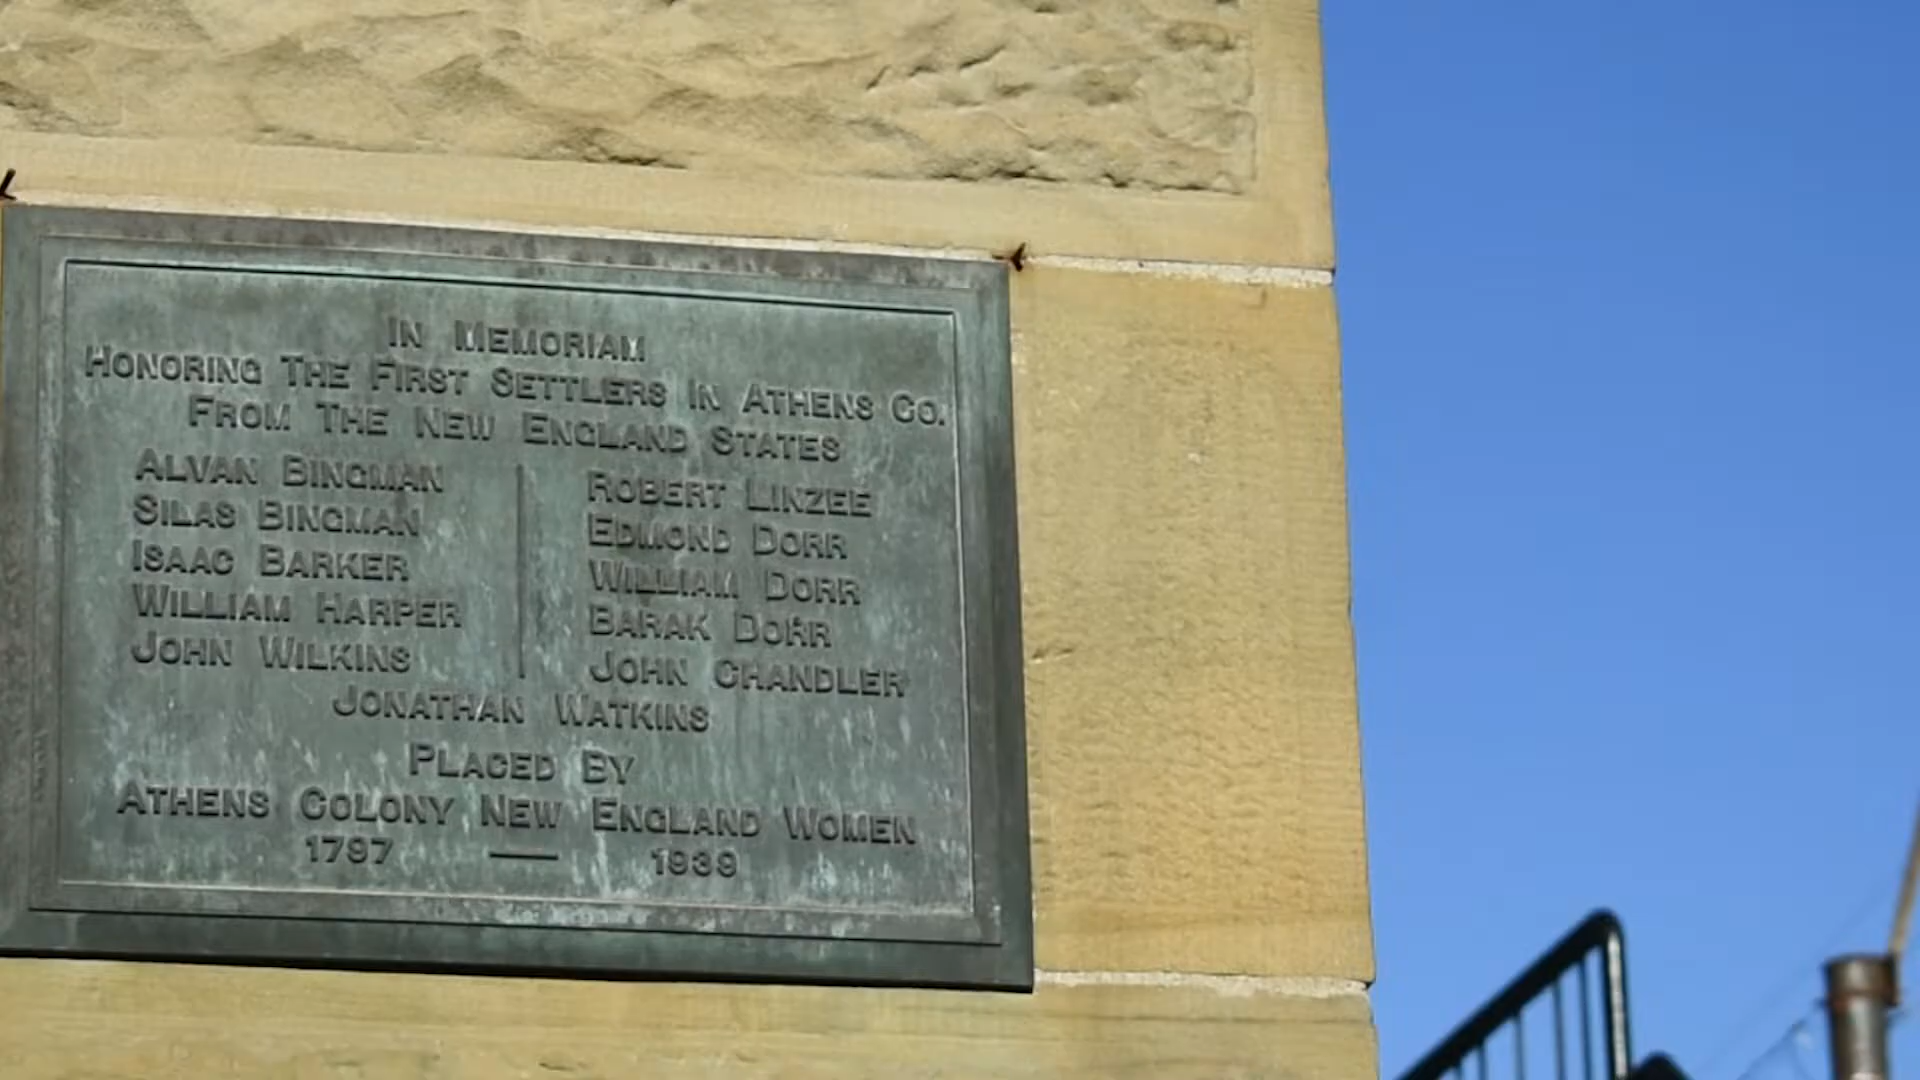 IN MEMORIAM
HONORING THE FIRST SETTLERS IN ATHENS CO.
FROM THE NEW ENGLAND STATES
ALVAN BINGMAN
SILAS BINGMAN
ISAAC BARKER
WILLIAM HARPER
JOHN WILKINS
ROBERT LINZEE
EDMOND DORR
WILLIAM DORR
BARAK DORR
JOHN CHANDLER
JONATHAN WATKINS
PLACED BY
ATHENS COLONY NEW ENGLAND WOMEN
1797 — 1939